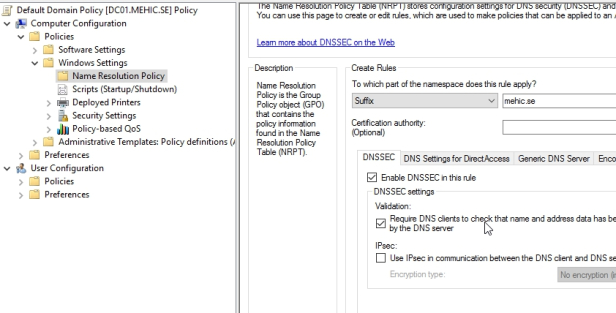 Default Domain Policy [DC01.MEHIC.SE] Policy
Computer Configuration
Policies
Software Settings
Windows Settings
Name Resolution Policy
Scripts (Startup/Shutdown)
Deployed Printers
Security Settings
Policy-based QoS
Administrative Templates: Policy definitions (
Preferences
User Configuration
Policies
Preferences
The Name Resolution Policy Table (NRPT) stores configuration settings for DNS security (DNSSEC) and
You can use this page to create or edit rules, which are used to make policies that can be applied to an
Learn more about DNSSEC on the Web
Description
Name Resolution
Policy is the Group
Policy object (GPO)
that contains the
policy information
found in the Name
Resolution Policy
Table (NRPT).
Create Rules
To which part of the namespace does this rule apply?
Suffix
mehic.se
Certification authority:
(Optional)
DNSSEC
DNS Settings for DirectAccess
Generic DNS Server
Enco
Enable DNSSEC in this rule
DNSSEC settings
Validation:
Require DNS clients to check that name and address data has be
by the DNS server
IPsec:
Use IPsec in communication between the DNS client and DNS se
Encryption type:
No encryption (i